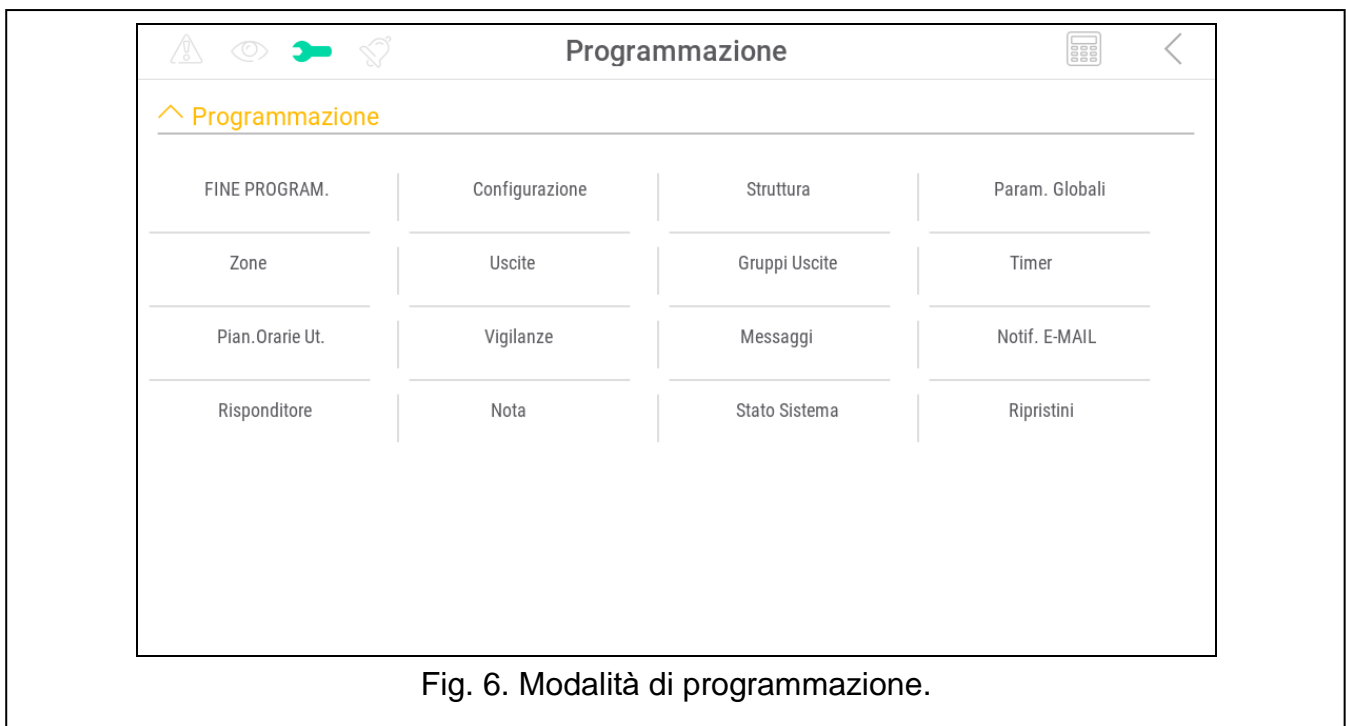 Programmazione
Programmazione
FINE PROGRAM. Configurazione Struttura Param. Globali
Zone Uscite Gruppi Uscite Timer
Pian.Orarie Ut. Vigilanze Messaggi Notif. E-MAIL
Risponditore Nota Stato Sistema Ripristini
Fig. 6. Modalità di programmazione.